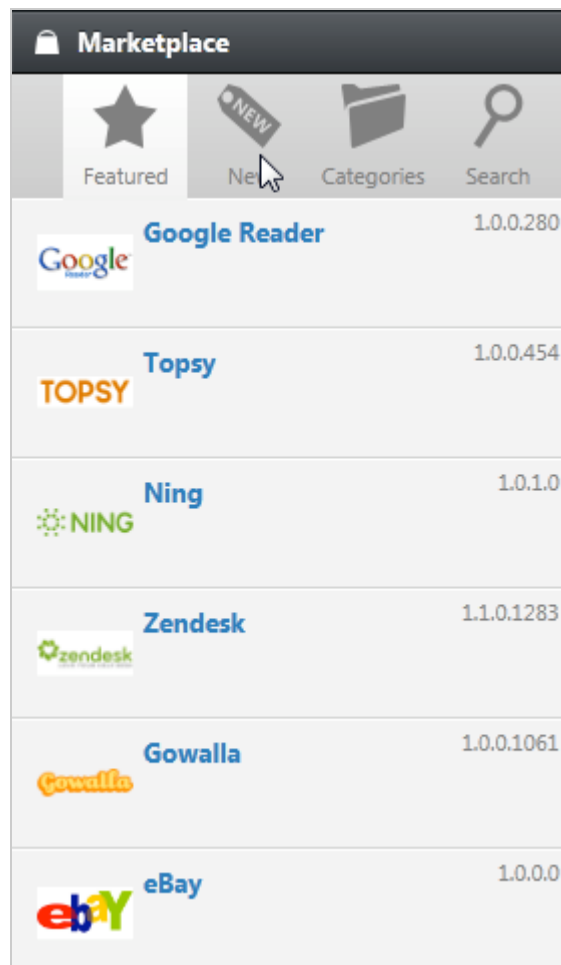 Marketplace
NEW
Featured
New
Categories
Search
Google Reader
1.0.0.280
Google
Reader
Topsy
1.0.0.454
TOPSY
Ning
1.0.1.0
NING
Zendesk
1.1.0.1283
zendesk
Gowalla
1.0.0.1061
Gowalla
eBay
1.0.0.0
ebaY